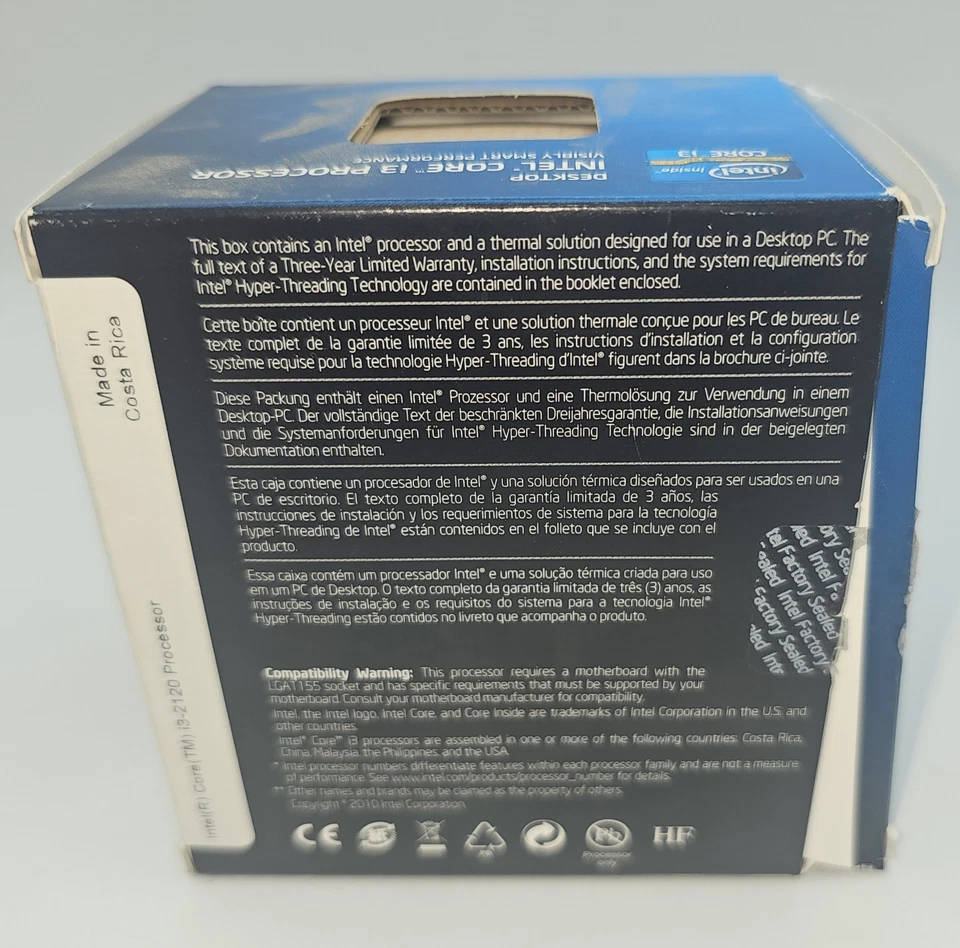 DESKTOP
INTEL® CORE™ i3 PROCESSOR
VISIBLY SMART PERFORMANCE
intel inside™
CORE i3
This box contains an Intel® processor and a thermal solution designed for use in a Desktop PC. The
full text of a Three-Year Limited Warranty, installation instructions, and the system requirements for
Intel® Hyper-Threading Technology are contained in the booklet enclosed.
Cette boîte contient un processeur Intel® et une solution thermale conçue pour les PC de bureau. Le
texte complet de la garantie limitée de 3 ans, les instructions d'installation et la configuration
système requise pour la technologie Hyper-Threading d'Intel® figurent dans la brochure ci-jointe.
Diese Packung enthält einen Intel® Prozessor und eine Thermolösung zur Verwendung in einem
Desktop-PC. Der vollständige Text der beschränkten Dreijahresgarantie, die Installationsanweisungen
und die Systemanforderungen für Intel® Hyper-Threading Technologie sind in der beigelegten
Dokumentation enthalten.
Esta caja contiene un procesador de Intel® y una solución térmica diseñados para ser usados en una
PC de escritorio. El texto completo de la garantía limitada de 3 años, las
instrucciones de instalación y los requerimientos de sistema para la tecnología
Hyper-Threading de Intel® están contenidos en el folleto que se incluye con el
producto.
Essa caixa contém um processador Intel® e uma solução térmica criada para uso
em um PC de Desktop. O texto completo da garantia limitada de três (3) anos, as
instruções de instalação e os requisitos do sistema para a tecnologia Intel®
Hyper-Threading estão contidos no livreto que acompanha o produto.
Compatibility Warning: This processor requires a motherboard with the
LGA1155 socket and has specific requirements that must be supported by your
motherboard. Consult your motherboard manufacturer for compatibility.
Intel, the Intel logo, Intel Core, and Core Inside are trademarks of Intel Corporation in the U.S. and
other countries.
Intel® Core™ i3 processors are assembled in one or more of the following countries: Costa Rica,
China, Malaysia, the Philippines, and the USA.
* Intel processor numbers differentiate features within each processor family and are not a measure
of performance. See www.intel.com/products/processor_number for details.
** Other names and brands may be claimed as the property of others.
Copyright © 2010 Intel Corporation.
CE
Pb
HF
Processor
only
Made in
Costa Rica
Intel(R) Core(TM) i3-2120 Processor
ory Sea
led Intel Fa
tel Factory Sealed
ealed Intel Factory
Factory Sealed
led Int